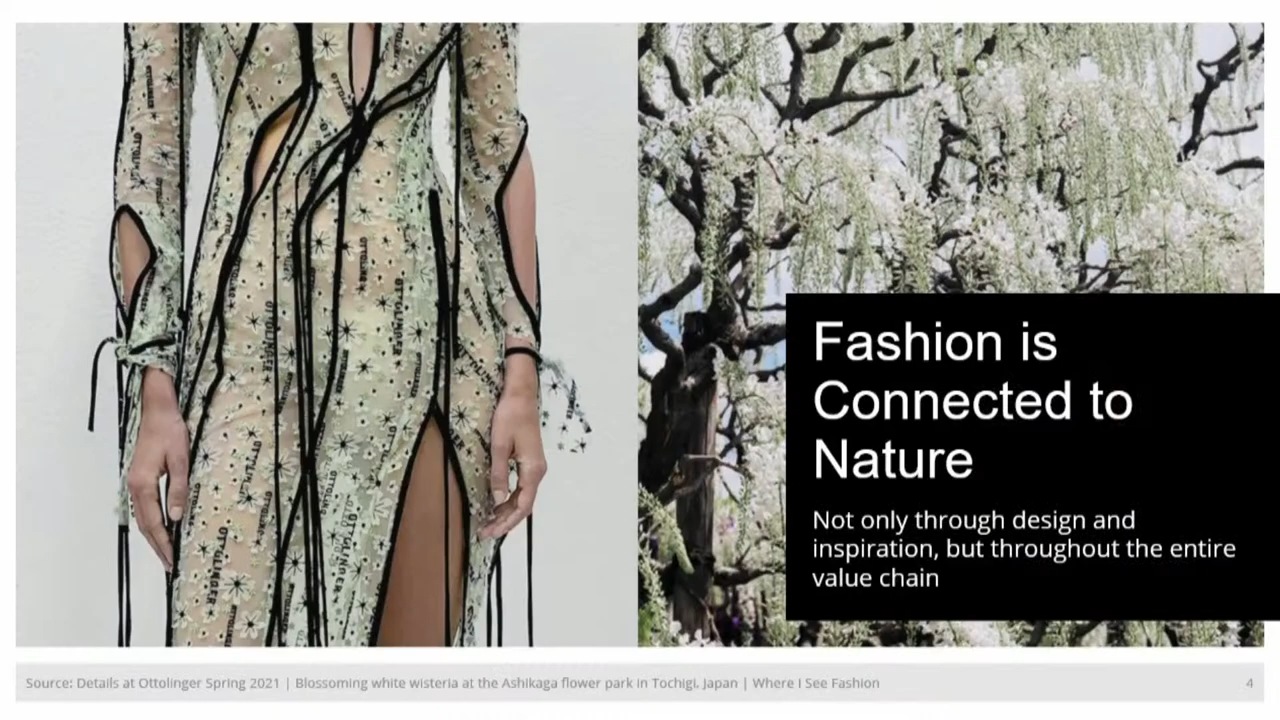 Fashion is
Connected to
Nature
Not only through design and
inspiration, but throughout the entire
value chain
OTTOLINGER
Source: Details at Ottolinger Spring 2021 | Blossoming white wisteria at the Ashikaga flower park in Tochigi, Japan | Where I See Fashion
4